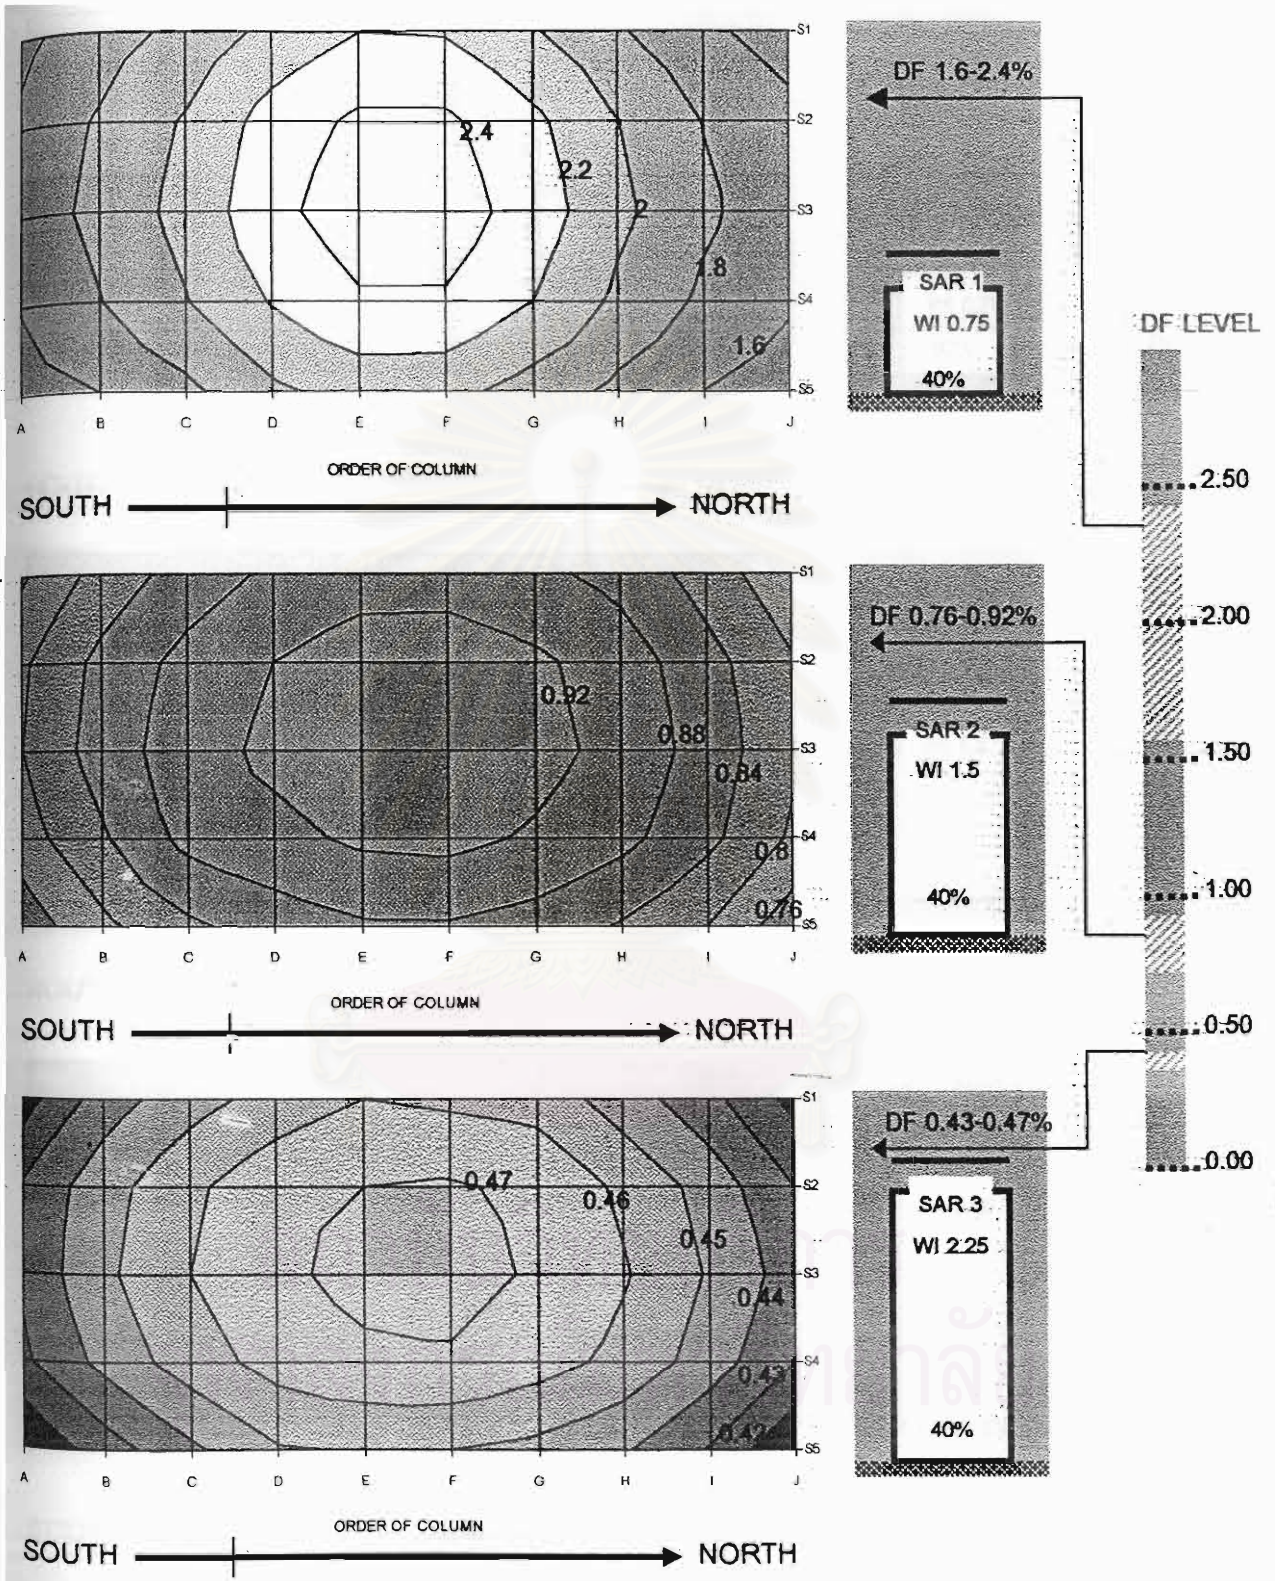 S1
DF 1.6-2.4%
2.4
S2
2.2
2
S3
1.8
SAR 1
S4
WI 0.75
DF LEVEL
1.6
40%
S5
A B C D E F G H I J
ORDER OF COLUMN
SOUTH NORTH
2.50
S1
DF 0.76-0.92%
2.00
S2
0.92
0.88
SAR 2
S3
1.50
0.84
WI 1.5
S4
0.8
1.00
40%
0.76
S5
A B C D E F G H I J
ORDER OF COLUMN
SOUTH NORTH
0.50
S1
DF 0.43-0.47%
0.00
0.47
S2
0.46
SAR 3
0.45
WI 2.25
S3
0.44
S4
0.43
0.42
40%
S5
A B C D E F G H I J
ORDER OF COLUMN
SOUTH NORTH